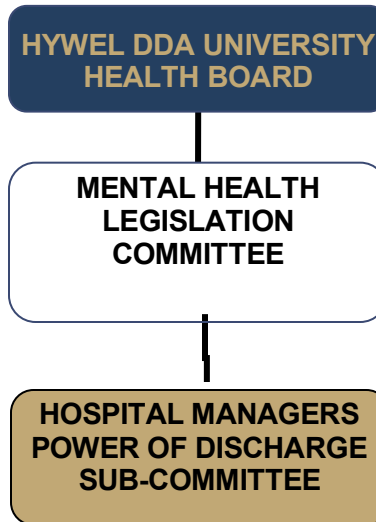 HYWEL DDA UNIVERSITY
HEALTH BOARD
MENTAL HEALTH
LEGISLATION
COMMITTEE
HOSPITAL MANAGERS
POWER OF DISCHARGE
SUB-COMMITTEE